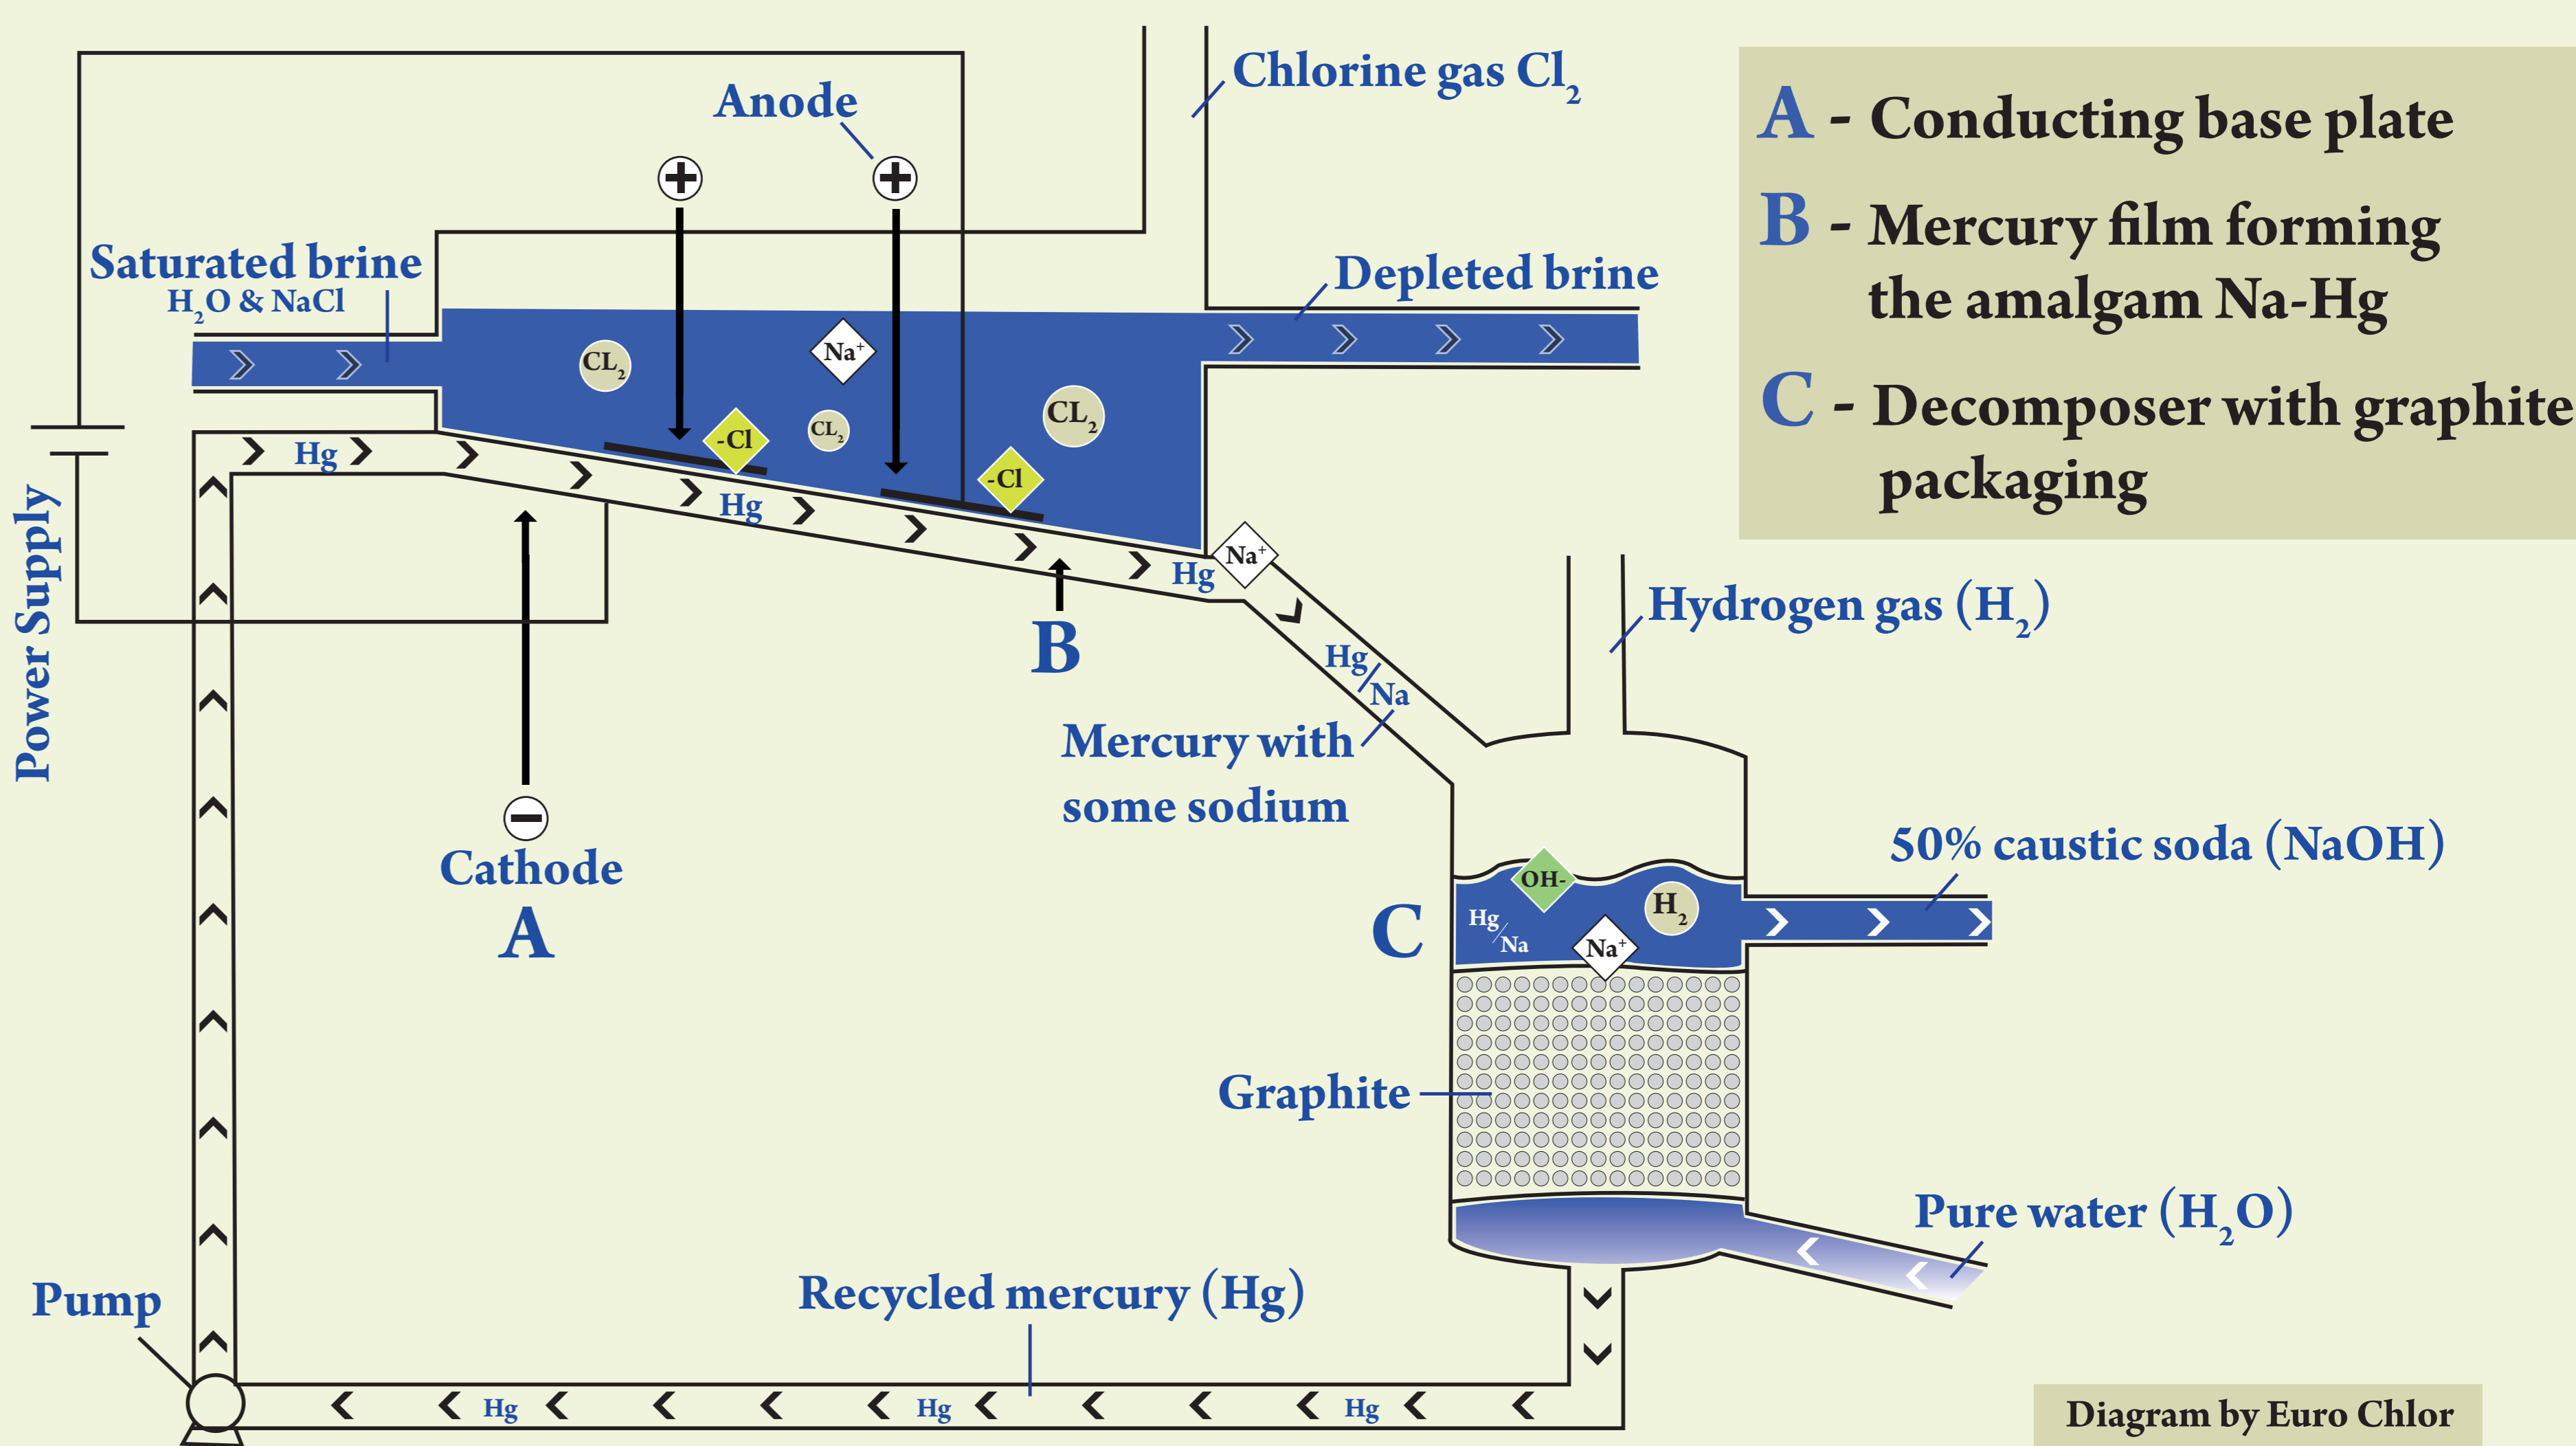 Chlorine gas Cl₂
Anode
A - Conducting base plate
B - Mercury film forming
the amalgam Na-Hg
C - Decomposer with graphite
packaging
Saturated brine
H₂O & NaCl
Depleted brine
CL₂
Na⁺
CL₂
CL₂
-Cl
-Cl
Hg
Hg
Hg
Na⁺
Power Supply
B
Hg/Na
Mercury with
some sodium
Hydrogen gas (H₂)
Cathode
A
50% caustic soda (NaOH)
C
OH-
H₂
Hg/Na
Na⁺
Graphite
Pure water (H₂O)
Pump
Recycled mercury (Hg)
Hg
Hg
Hg
Diagram by Euro Chlor